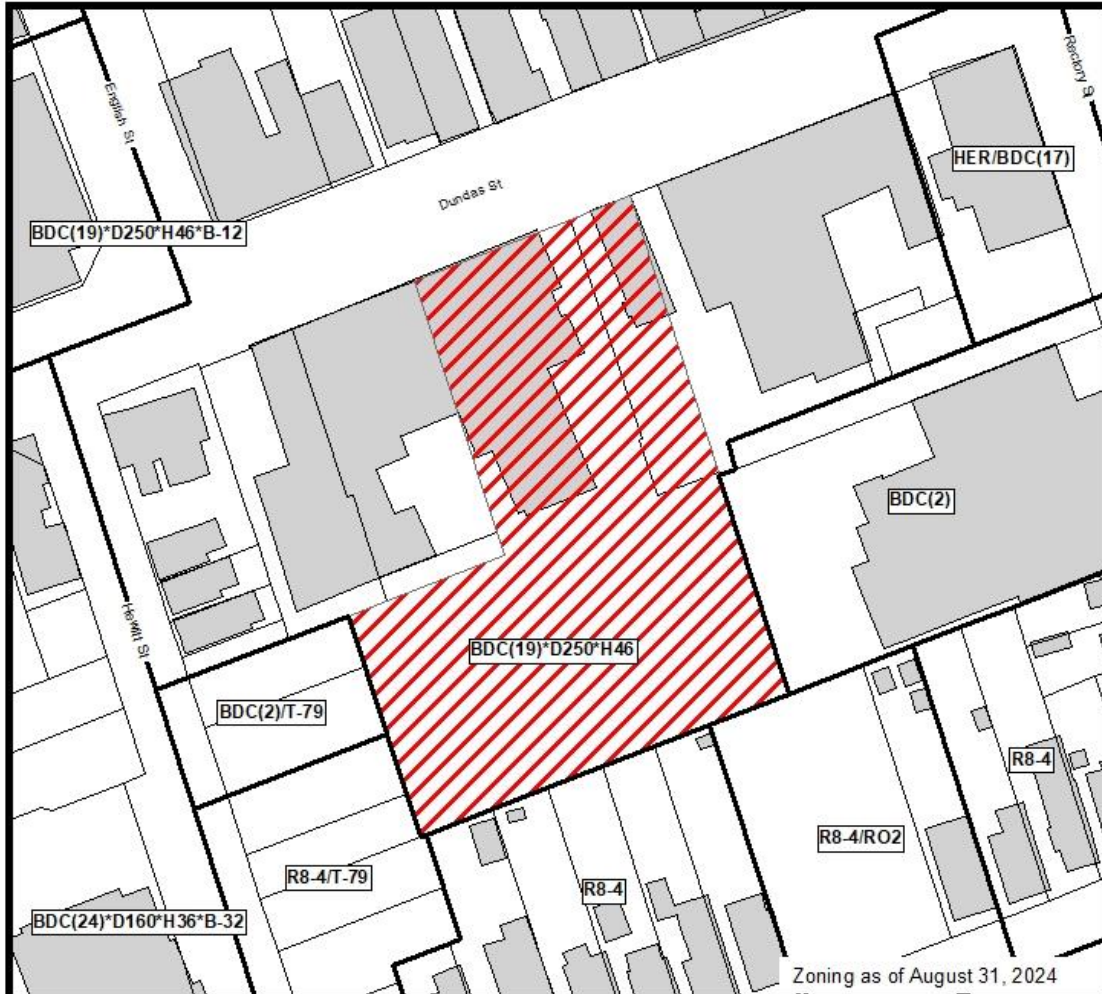 English St
Rectory St
HER/BDC(17)
Dundas St
BDC(19)*D250*H46*B-12
BDC(2)
Hewitt St
BDC(19)*D250*H46
BDC(2)/T-79
R8-4
R8-4/RO2
R8-4/T-79
R8-4
BDC(24)*D160*H36*B-32
Zoning as of August 31, 2024